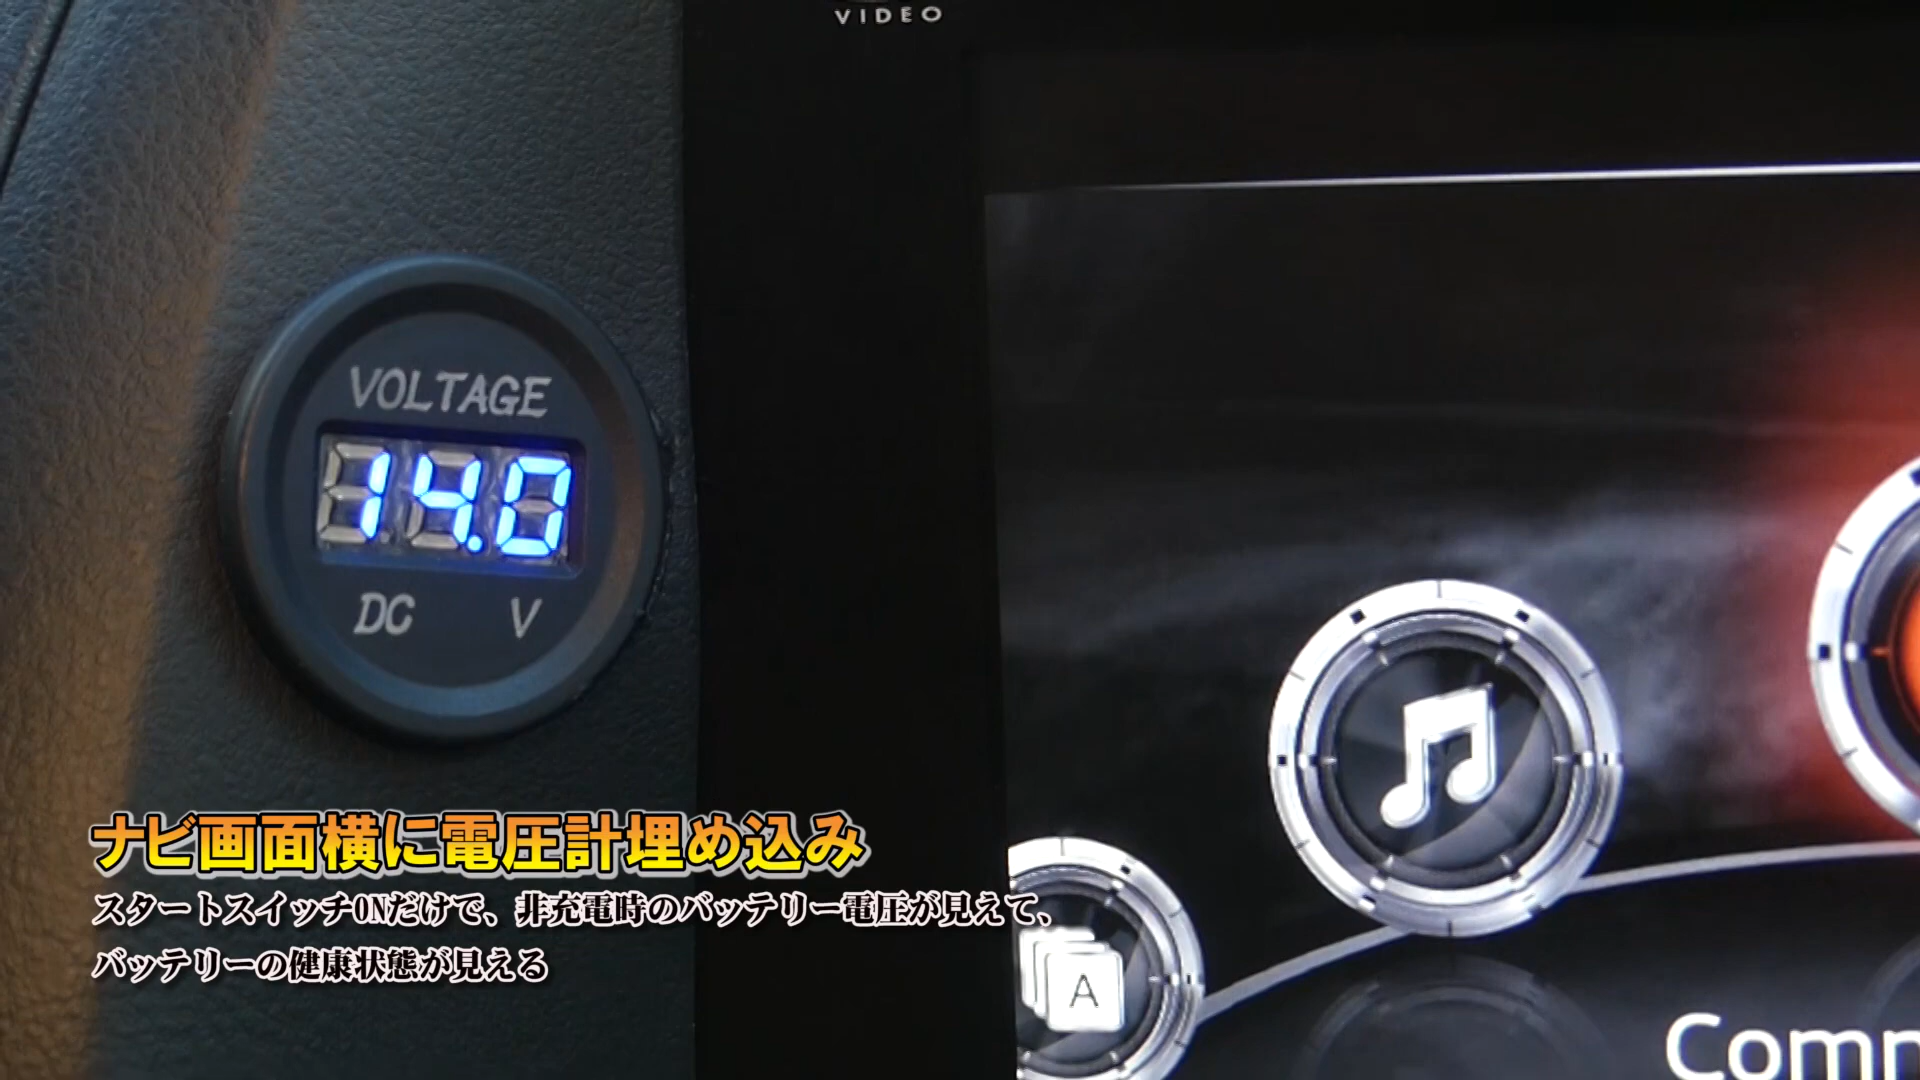 VIDEO
VOLTAGE
14.0
DC V
ナビ画面横に電圧計埋め込み
スタートスイッチONだけで、非充電時のバッテリー電圧が見えて、
バッテリーの健康状態が見える
A